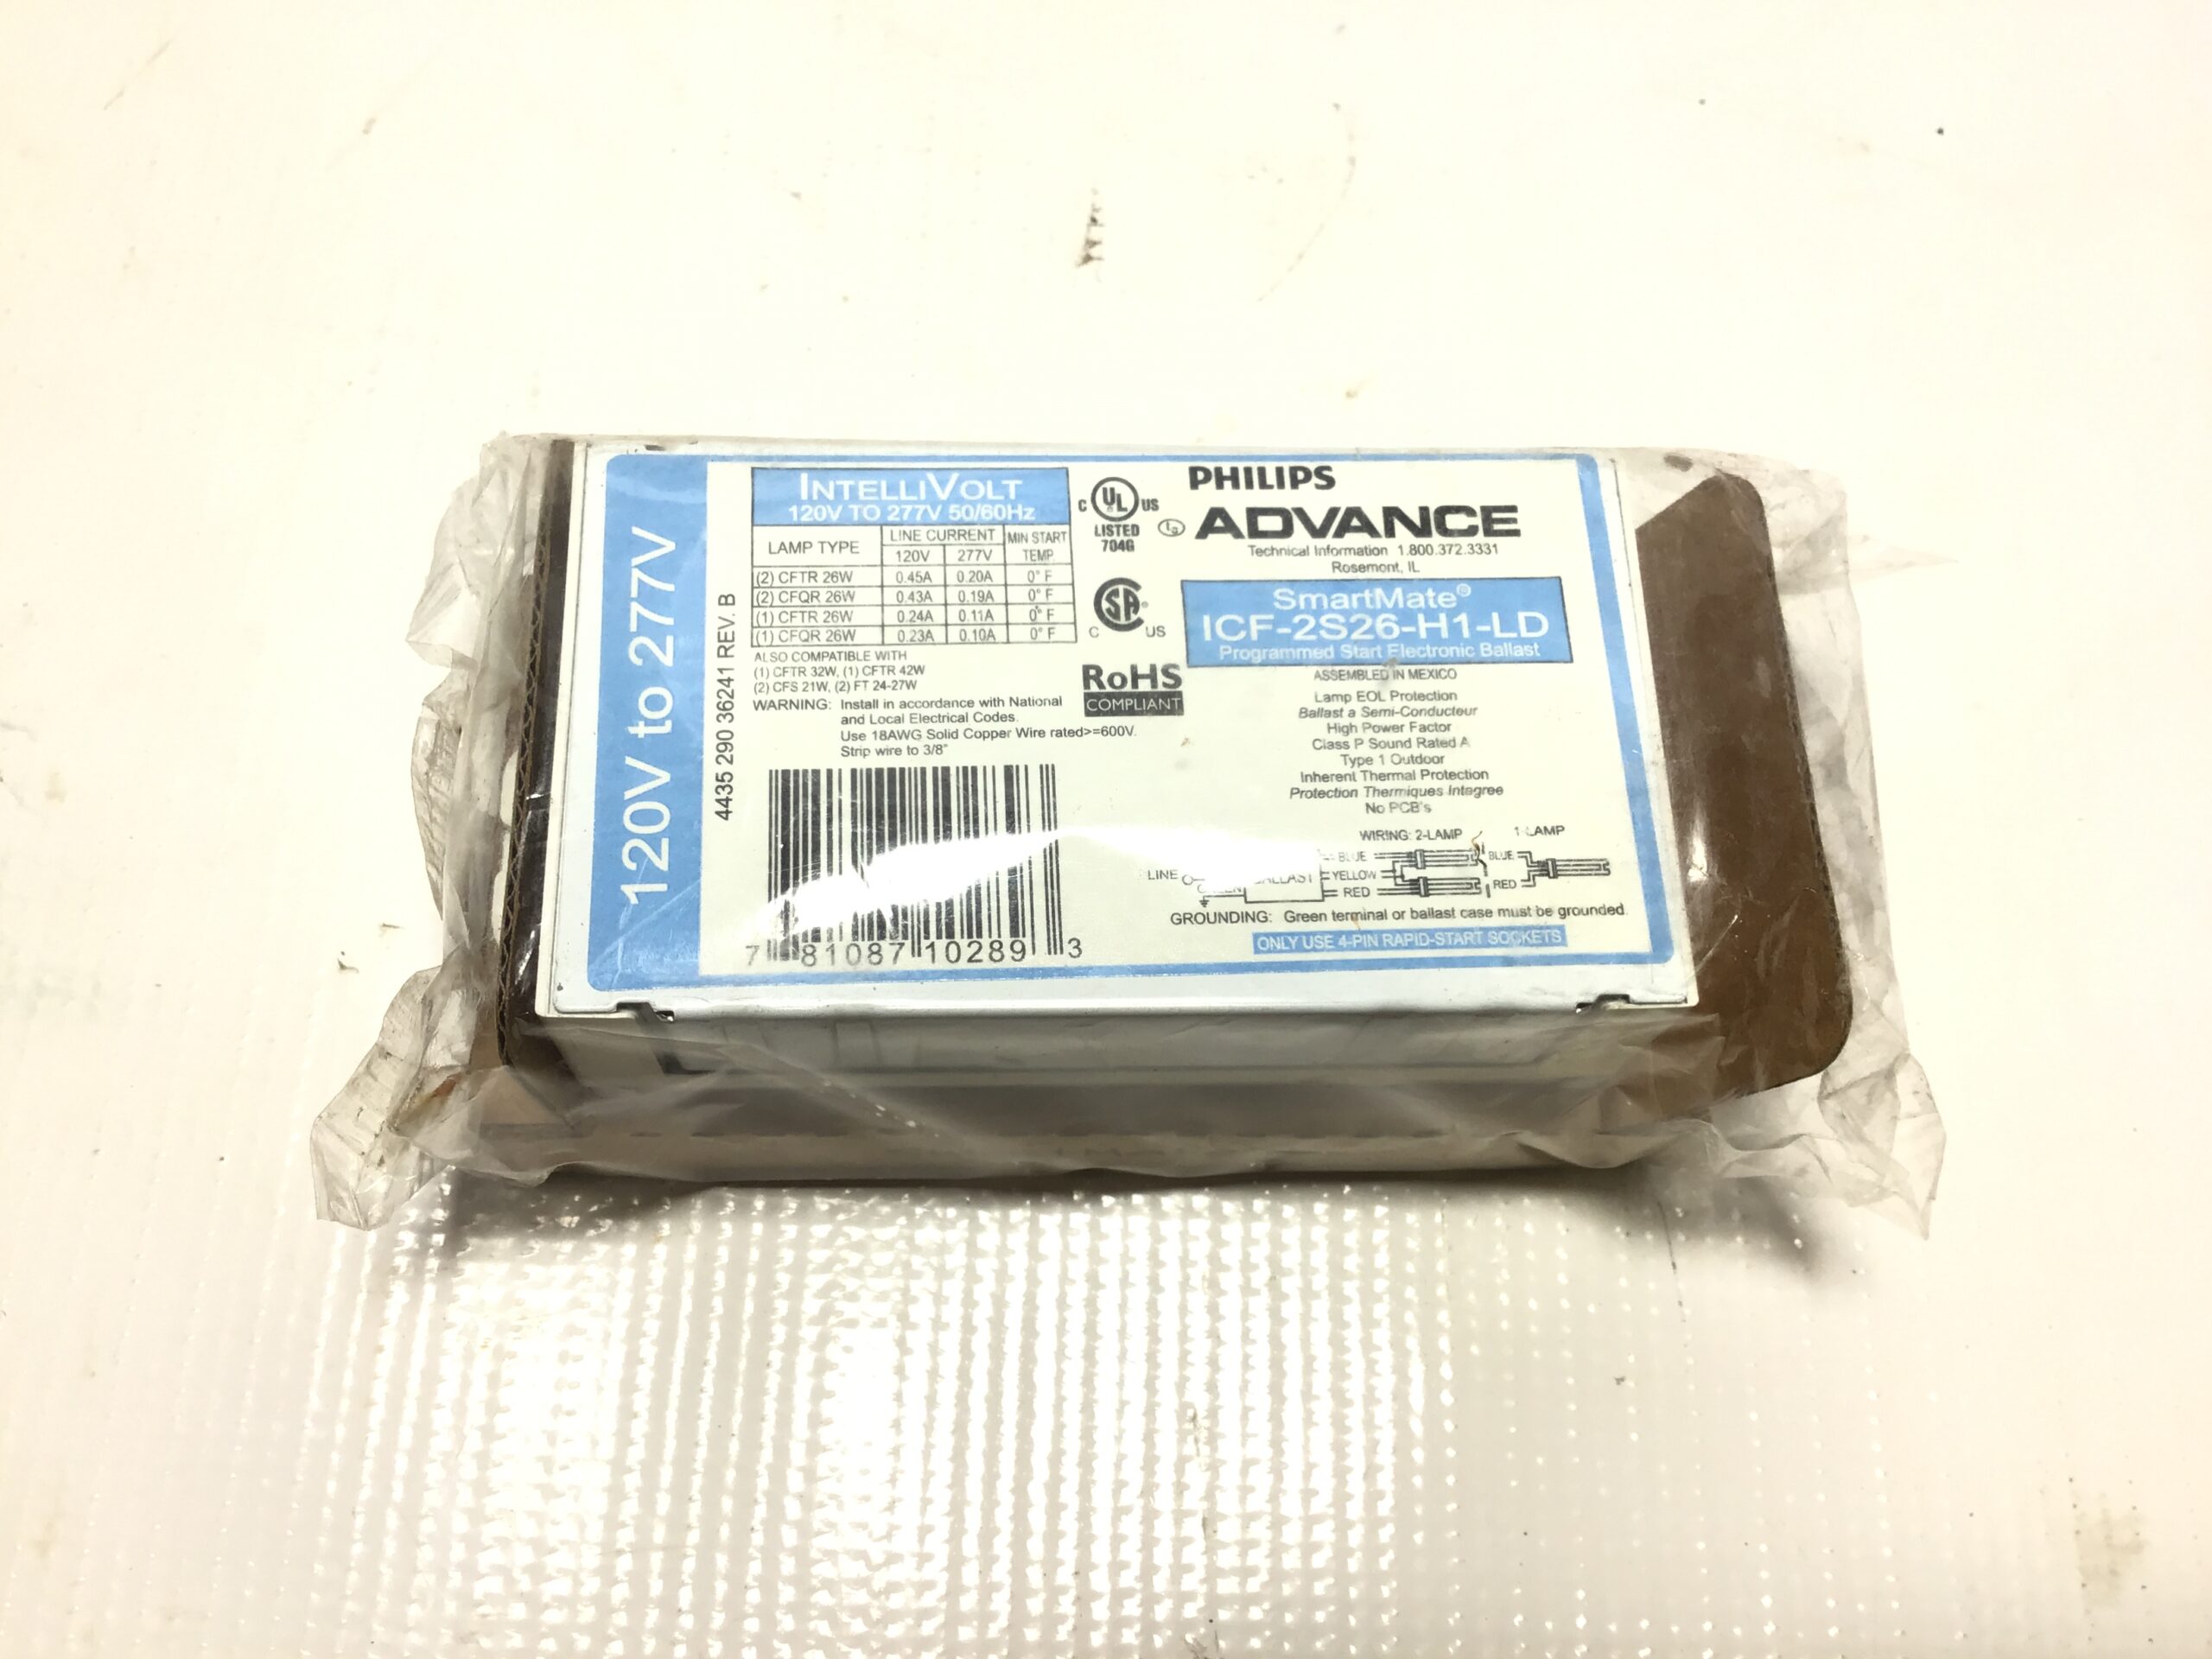 120V to 277V
4435 290 36241 REV. B
INTELLIVOLT
120V TO 277V 50/60Hz
LAMP TYPE LINE CURRENT MIN START TEMP
120V 277V
(2) CFTR 26W 0.45A 0.20A 0° F
(2) CFQR 26W 0.43A 0.19A 0° F
(1) CFTR 26W 0.24A 0.11A 0° F
(1) CFQR 26W 0.23A 0.10A 0° F
ALSO COMPATIBLE WITH
(1) CFTR 32W, (1) CFTR 42W
(2) CFS 21W, (2) FT 24-27W
WARNING: Install in accordance with National
and Local Electrical Codes.
Use 18AWG Solid Copper Wire rated>=600V.
Strip wire to 3/8"
7 81087 10289 3
C UL US
LISTED
704G
SA
C US
RoHS
COMPLIANT
PHILIPS
ADVANCE
Technical Information 1.800.372.3331
Rosemont, IL
SmartMate®
ICF-2S26-H1-LD
Programmed Start Electronic Ballast
ASSEMBLED IN MEXICO
Lamp EOL Protection
Ballast a Semi-Conducteur
High Power Factor
Class P Sound Rated A
Type 1 Outdoor
Inherent Thermal Protection
Protection Thermiques Integree
No PCB's
WIRING: 2-LAMP 1-LAMP
BLUE BLUE
LINE BALLAST YELLOW
RED RED
GROUNDING: Green terminal or ballast case must be grounded.
ONLY USE 4-PIN RAPID-START SOCKETS